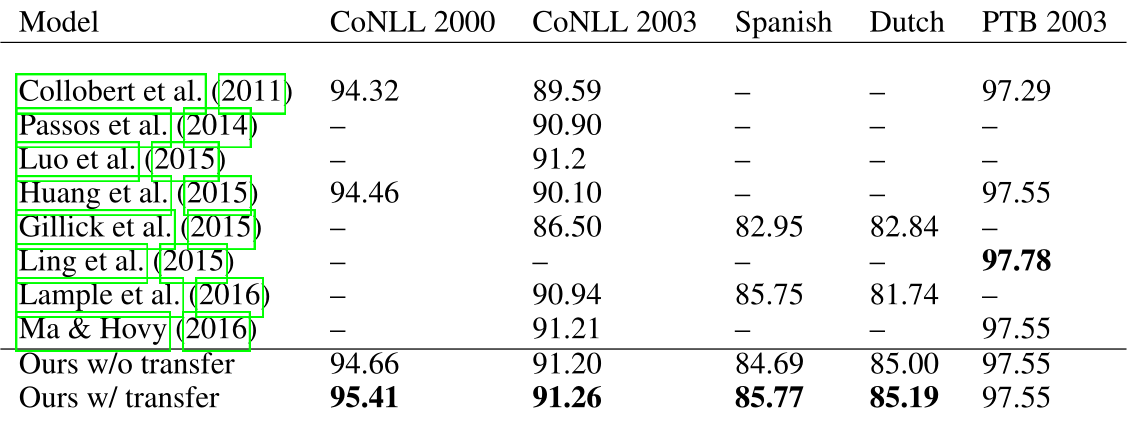 Model CoNLL 2000 CoNLL 2003 Spanish Dutch PTB 2003
Collobert et al. (2011) 94.32 89.59 – – 97.29
Passos et al. (2014) – 90.90 – – –
Luo et al. (2015) – 91.2 – – –
Huang et al. (2015) 94.46 90.10 – – 97.55
Gillick et al. (2015) – 86.50 82.95 82.84 –
Ling et al. (2015) – – – – 97.78
Lample et al. (2016) – 90.94 85.75 81.74 –
Ma & Hovy (2016) – 91.21 – – 97.55
Ours w/o transfer 94.66 91.20 84.69 85.00 97.55
Ours w/ transfer 95.41 91.26 85.77 85.19 97.55